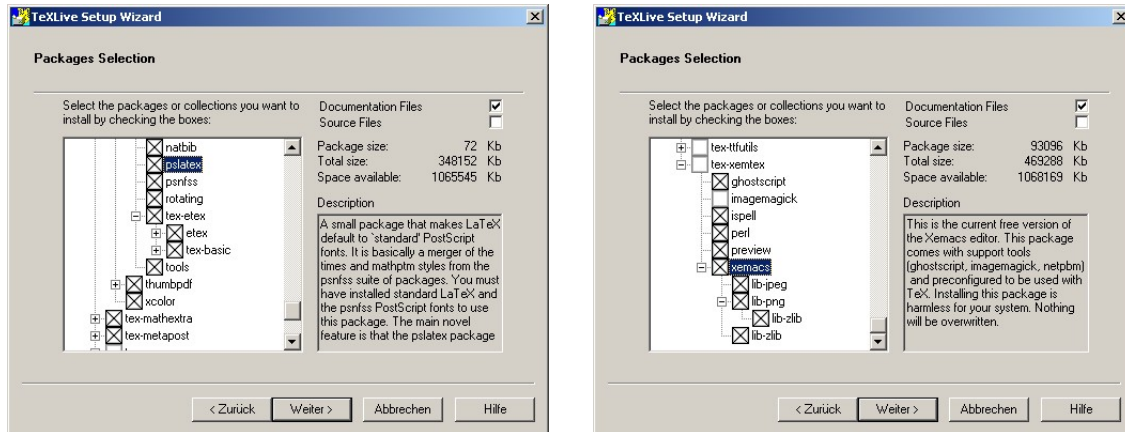 TeXLive Setup Wizard
Packages Selection
Select the packages or collections you want to
install by checking the boxes:
natbib
pslatex
psnfss
rotating
tex-etex
etex
tex-basic
tools
thumbpdf
xcolor
tex-mathextra
tex-metapost
Documentation Files
Source Files
Package size: 72 Kb
Total size: 348152 Kb
Space available: 1065545 Kb
Description
A small package that makes LaTeX
default to `standard' PostScript
fonts. It is basically a merger of the
times and mathptm styles from the
psnfss suite of packages. You must
have installed standard LaTeX and
the psnfss PostScript fonts to use
this package. The main novel
feature is that the pslatex package
< Zurück
Weiter >
Abbrechen
Hilfe
TeXLive Setup Wizard
Packages Selection
Select the packages or collections you want to
install by checking the boxes:
tex-ttfutils
tex-xemtex
ghostscript
imagemagick
ispell
perl
preview
xemacs
lib-jpeg
lib-png
lib-zlib
lib-zlib
Documentation Files
Source Files
Package size: 93096 Kb
Total size: 469288 Kb
Space available: 1068169 Kb
Description
This is the current free version of
the Xemacs editor. This package
comes with support tools
(ghostscript, imagemagick, netpbm)
and preconfigured to be used with
TeX. Installing this package is
harmless for your system. Nothing
will be overwritten.
< Zurück
Weiter >
Abbrechen
Hilfe